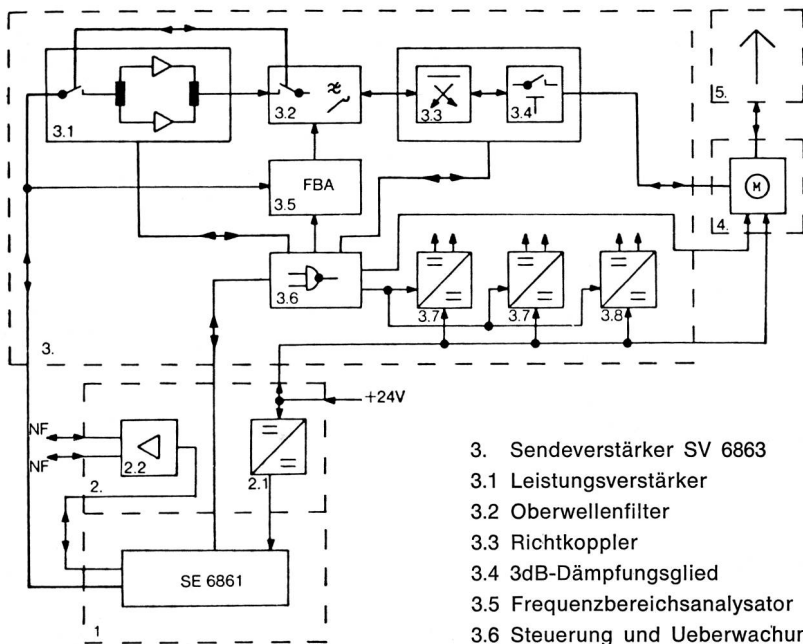 3.1
3.2
3.3
3.4
5.
FBA
3.5
M
4.
3.6
3.7
3.7
3.8
3.
+24V
NF
NF
2.2
2.
2.1
SE 6861
1
3. Sendeverstärker SV 6863
3.1 Leistungsverstärker
3.2 Oberwellenfilter
3.3 Richtkoppler
3.4 3dB-Dämpfungsglied
3.5 Frequenzbereichsanalysator
3.6 Steuerung und